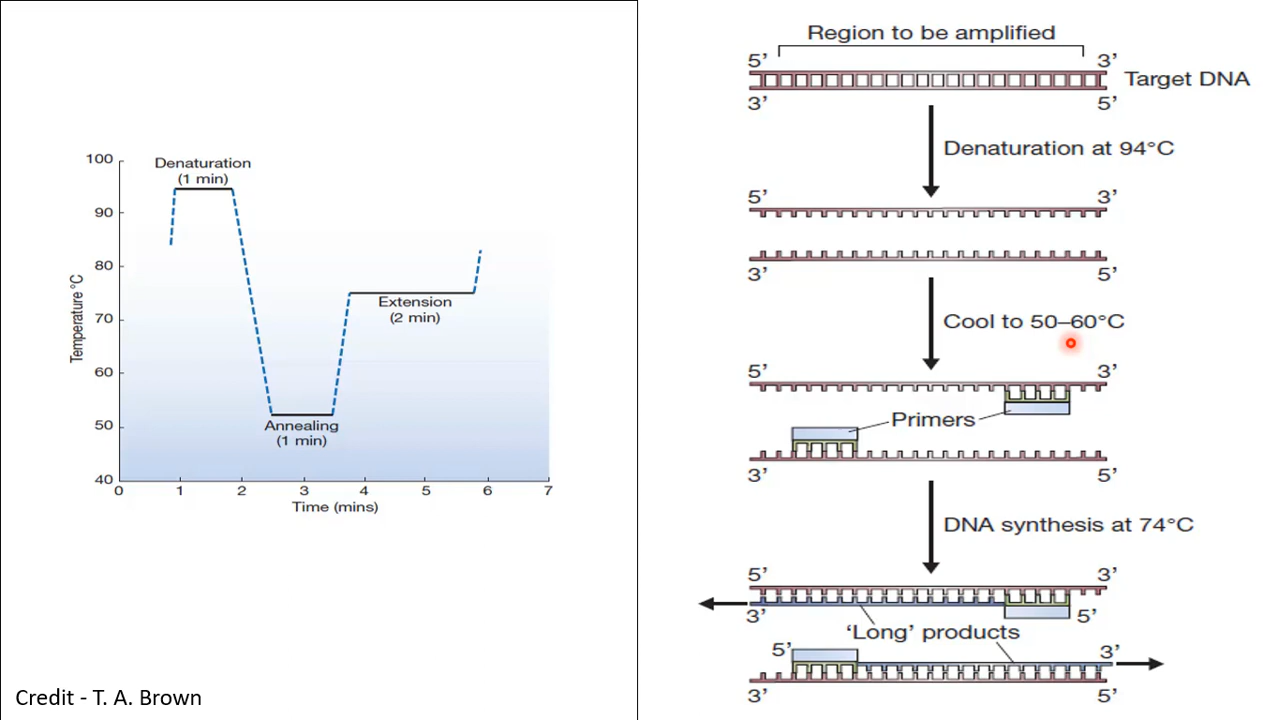 100
Denaturation
(1 min)
90
80
70
60
50
40
Temperature °C
Extension
(2 min)
Annealing
(1 min)
0 1 2 3 4 5 6 7
Time (mins)
Credit - T. A. Brown
Region to be amplified
5’ 3’
Target DNA
3’ 5’
Denaturation at 94°C
5’ 3’
3’ 5’
Cool to 50–60°C
5’ 3’
Primers
3’ 5’
DNA synthesis at 74°C
5’ 3’
3’ 5’
‘Long’ products
5’ 3’
3’ 5’